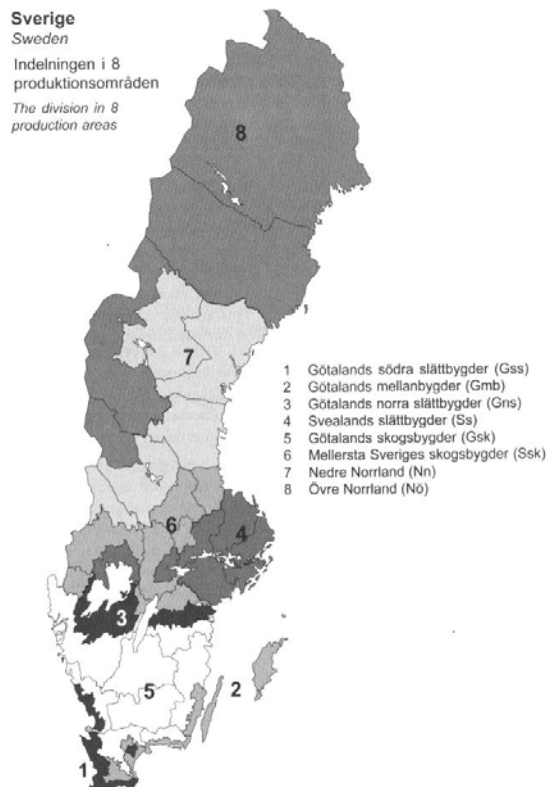 Sverige
Sweden
Indelningen i 8
produktionsområden
The division in 8
production areas
8
7
1 Götalands södra slättbygder (Gss)
2 Götalands mellanbygder (Gmb)
3 Götalands norra slättbygder (Gns)
4 Svealands slättbygder (Ss)
5 Götalands skogsbygder (Gsk)
6 Mellersta Sveriges skogsbygder (Ssk)
7 Nedre Norrland (Nn)
8 Övre Norrland (Nö)
6
4
3
5
2
1